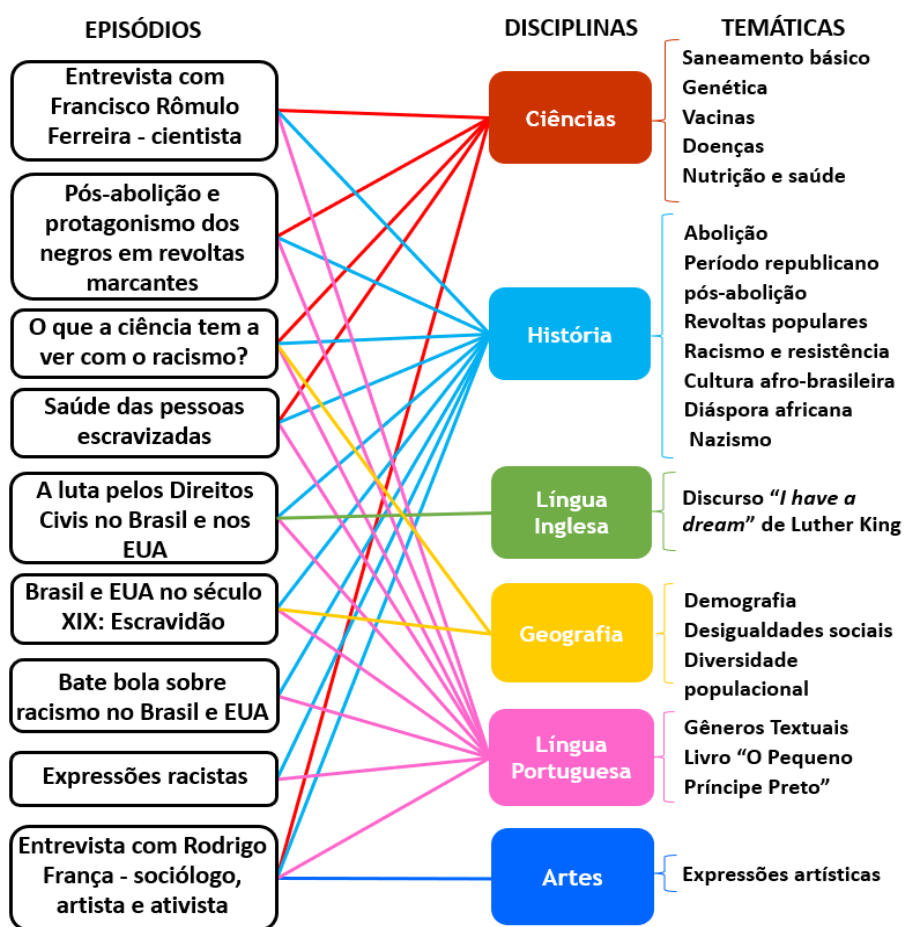 EPISÓDIOS
Entrevista com
Francisco Rômulo
Ferreira - cientista
Pós-abolição e
protagonismo dos
negros em revoltas
marcantes
O que a ciência tem a
ver com o racismo?
Saúde das pessoas
escravizadas
A luta pelos Direitos
Civis no Brasil e nos
EUA
Brasil e EUA no século
XIX: Escravidão
Bate bola sobre
racismo no Brasil e EUA
Expressões racistas
Entrevista com Rodrigo
França - sociólogo,
artista e ativista
DISCIPLINAS
Ciências
História
Língua
Inglesa
Geografia
Língua
Portuguesa
Artes
TEMÁTICAS
Saneamento básico
Genética
Vacinas
Doenças
Nutrição e saúde
Abolição
Período republicano
pós-abolição
Revoltas populares
Racismo e resistência
Cultura afro-brasileira
Diáspora africana
Nazismo
Discurso “I have a
dream” de Luther King
Demografia
Desigualdades sociais
Diversidade
populacional
Gêneros Textuais
Livro “O Pequeno
Príncipe Preto”
Expressões artísticas